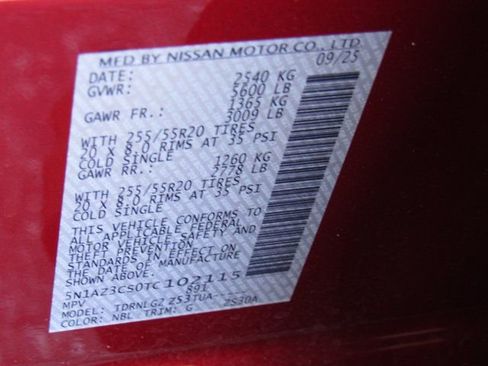 MFD BY NISSAN MOTOR CO., LTD.
DATE: 09/25
GVWR: 2540 KG
5600 LB
GAWR FR.: 1365 KG
3009 LB
WITH 255/55R20 TIRES
20 X 8.0 RIMS AT 35 PSI
COLD SINGLE
GAWR RR.: 1260 KG
2778 LB
WITH 255/55R20 TIRES
20 X 8.0 RIMS AT 35 PSI
COLD SINGLE
THIS VEHICLE CONFORMS TO
ALL APPLICABLE FEDERAL
MOTOR VEHICLE SAFETY AND
THEFT PREVENTION
STANDARDS IN EFFECT ON
THE DATE OF MANUFACTURE
SHOWN ABOVE.
5N1AZ3CS0TC102115
MPV 891
MODEL: TDRNLGZ Z53TUA-
COLOR: NBL TRIM: G ZS30A